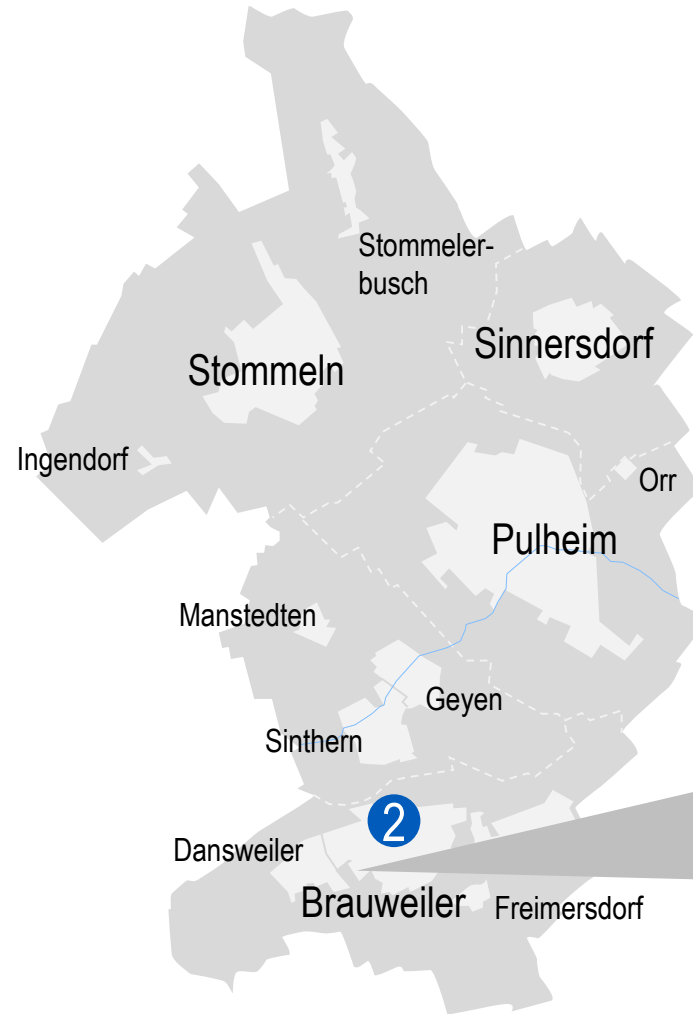 Stommeler-
busch
Sinnersdorf
Stommeln
Ingendorf
Orr
Pulheim
Manstedten
Geyen
Sinthern
2
Dansweiler
Brauweiler
Freimersdorf